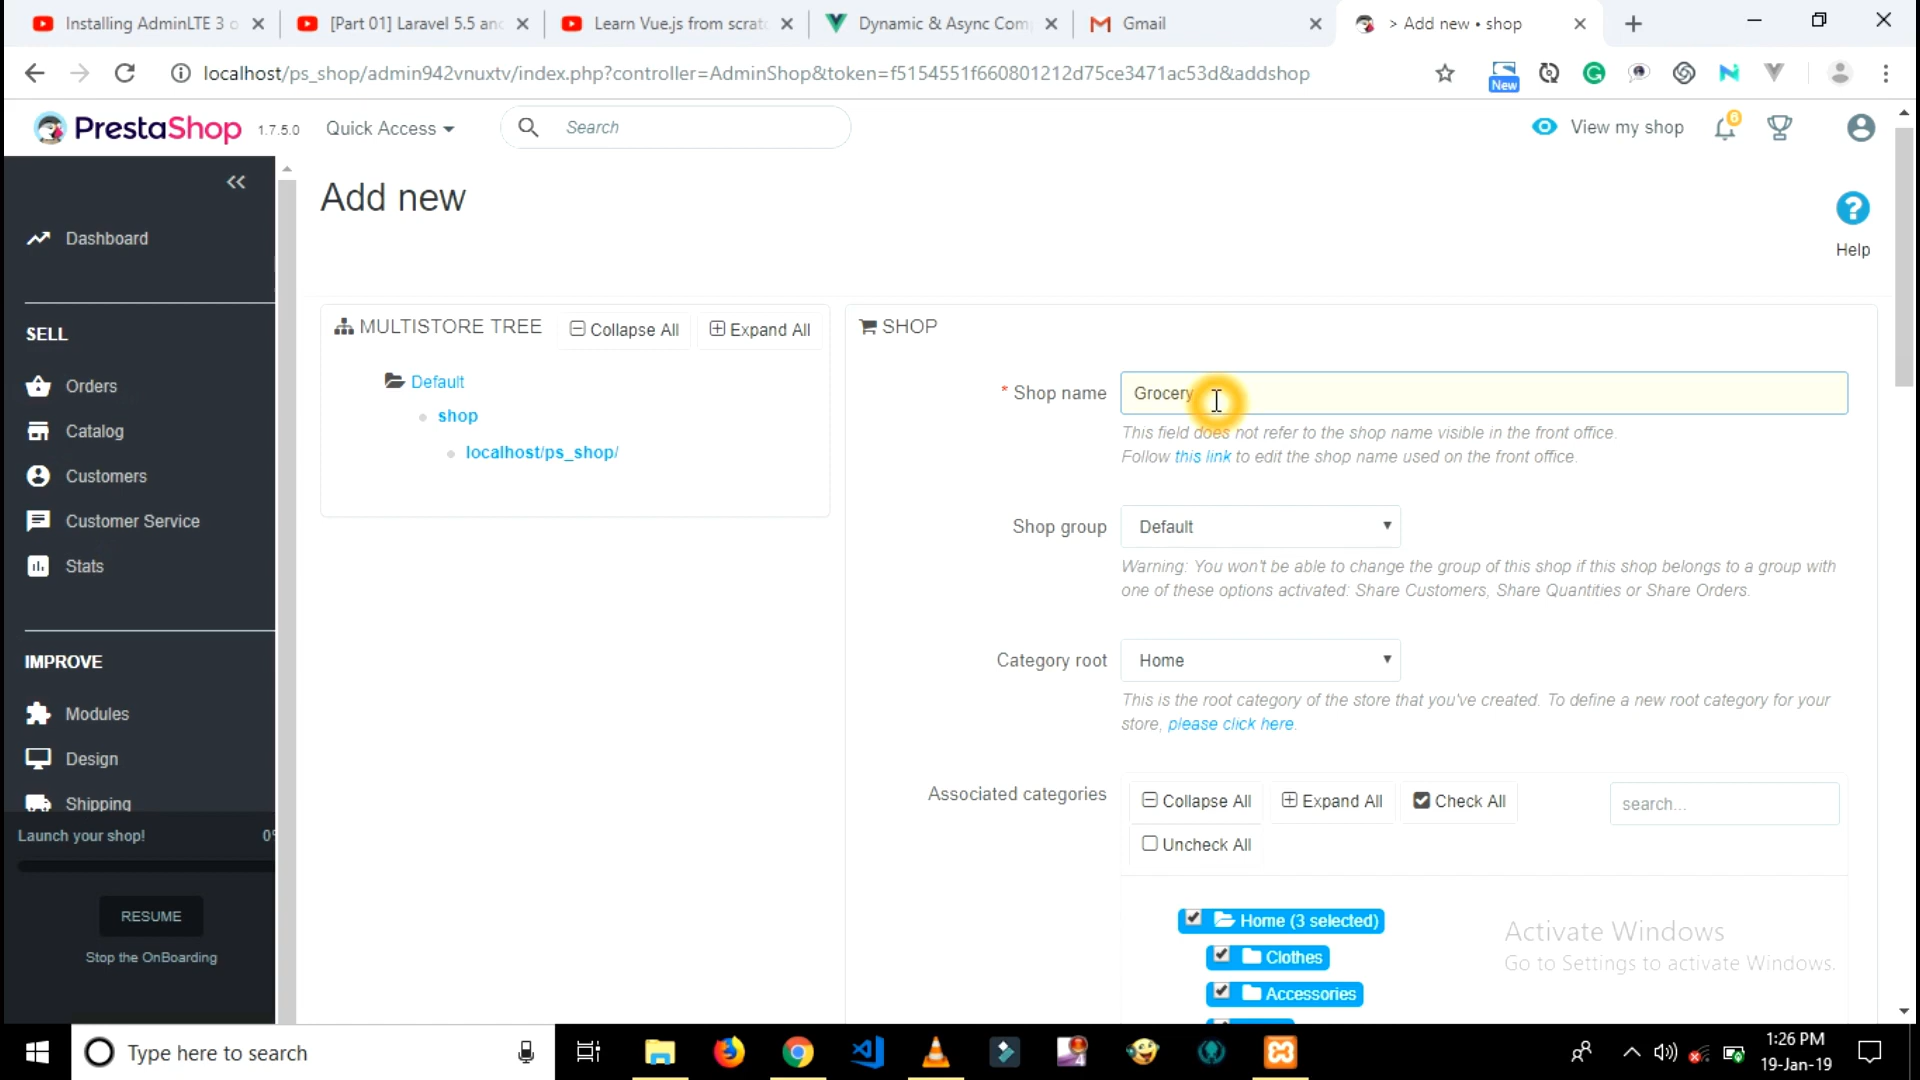 Installing AdminLTE 3 o
[Part 01] Laravel 5.5 and
Learn Vue.js from scrat
Dynamic & Async Com
Gmail
> Add new • shop
localhost/ps_shop/admin942vnuxtv/index.php?controller=AdminShop&token=f5154551f660801212d75ce3471ac53d&addshop
New
PrestaShop 1.7.5.0 Quick Access
Search
View my shop
6
Add new
Help
Dashboard
SELL
Orders
Catalog
Customers
Customer Service
Stats
IMPROVE
Modules
Design
Shipping
Launch your shop! 0%
RESUME
Stop the OnBoarding
MULTISTORE TREE
Collapse All
Expand All
Default
shop
localhost/ps_shop/
SHOP
* Shop name
Grocery
This field does not refer to the shop name visible in the front office.
Follow this link to edit the shop name used on the front office.
Shop group
Default
Warning: You won't be able to change the group of this shop if this shop belongs to a group with
one of these options activated: Share Customers, Share Quantities or Share Orders.
Category root
Home
This is the root category of the store that you've created. To define a new root category for your
store, please click here.
Associated categories
Collapse All
Expand All
Check All
search...
Uncheck All
Home (3 selected)
Clothes
Accessories
Activate Windows
Go to Settings to activate Windows.
Type here to search
4
1:26 PM
19-Jan-19